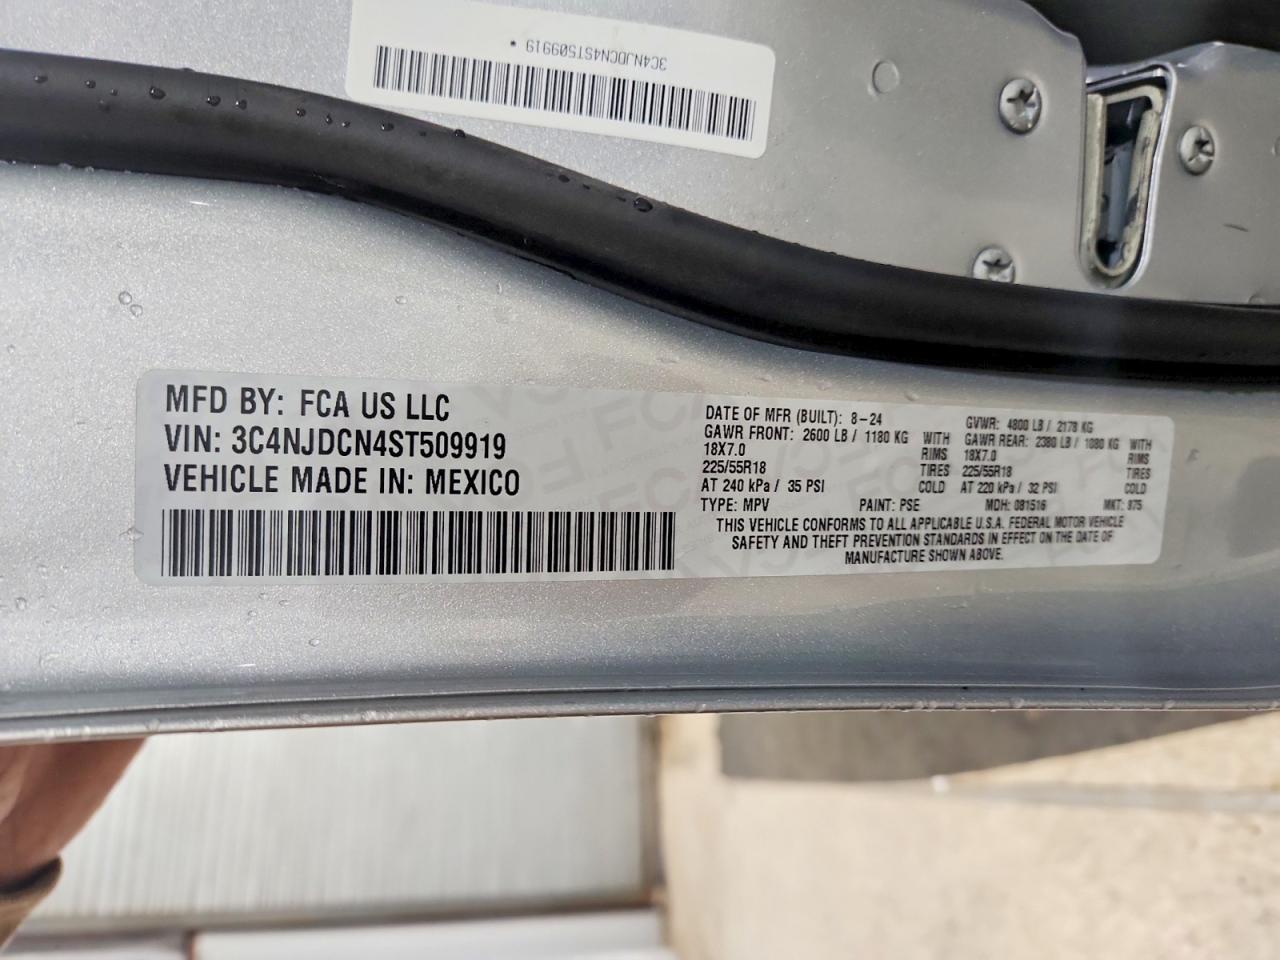 3C4NJDCN4ST509919 *
MFD BY: FCA US LLC
VIN: 3C4NJDCN4ST509919
VEHICLE MADE IN: MEXICO
DATE OF MFR (BUILT): 8-24
GAWR FRONT: 2600 LB / 1180 KG WITH
18X7.0 RIMS
225/55R18 TIRES
AT 240 kPa / 35 PSI COLD
GVWR: 4800 LB / 2178 KG
GAWR REAR: 2380 LB / 1080 KG WITH
18X7.0 RIMS
225/55R18 TIRES
AT 220 kPa / 32 PSI COLD
TYPE: MPV PAINT: PSE MDH: 081516 MKT: 975
THIS VEHICLE CONFORMS TO ALL APPLICABLE U.S.A. FEDERAL MOTOR VEHICLE
SAFETY AND THEFT PREVENTION STANDARDS IN EFFECT ON THE DATE OF
MANUFACTURE SHOWN ABOVE.